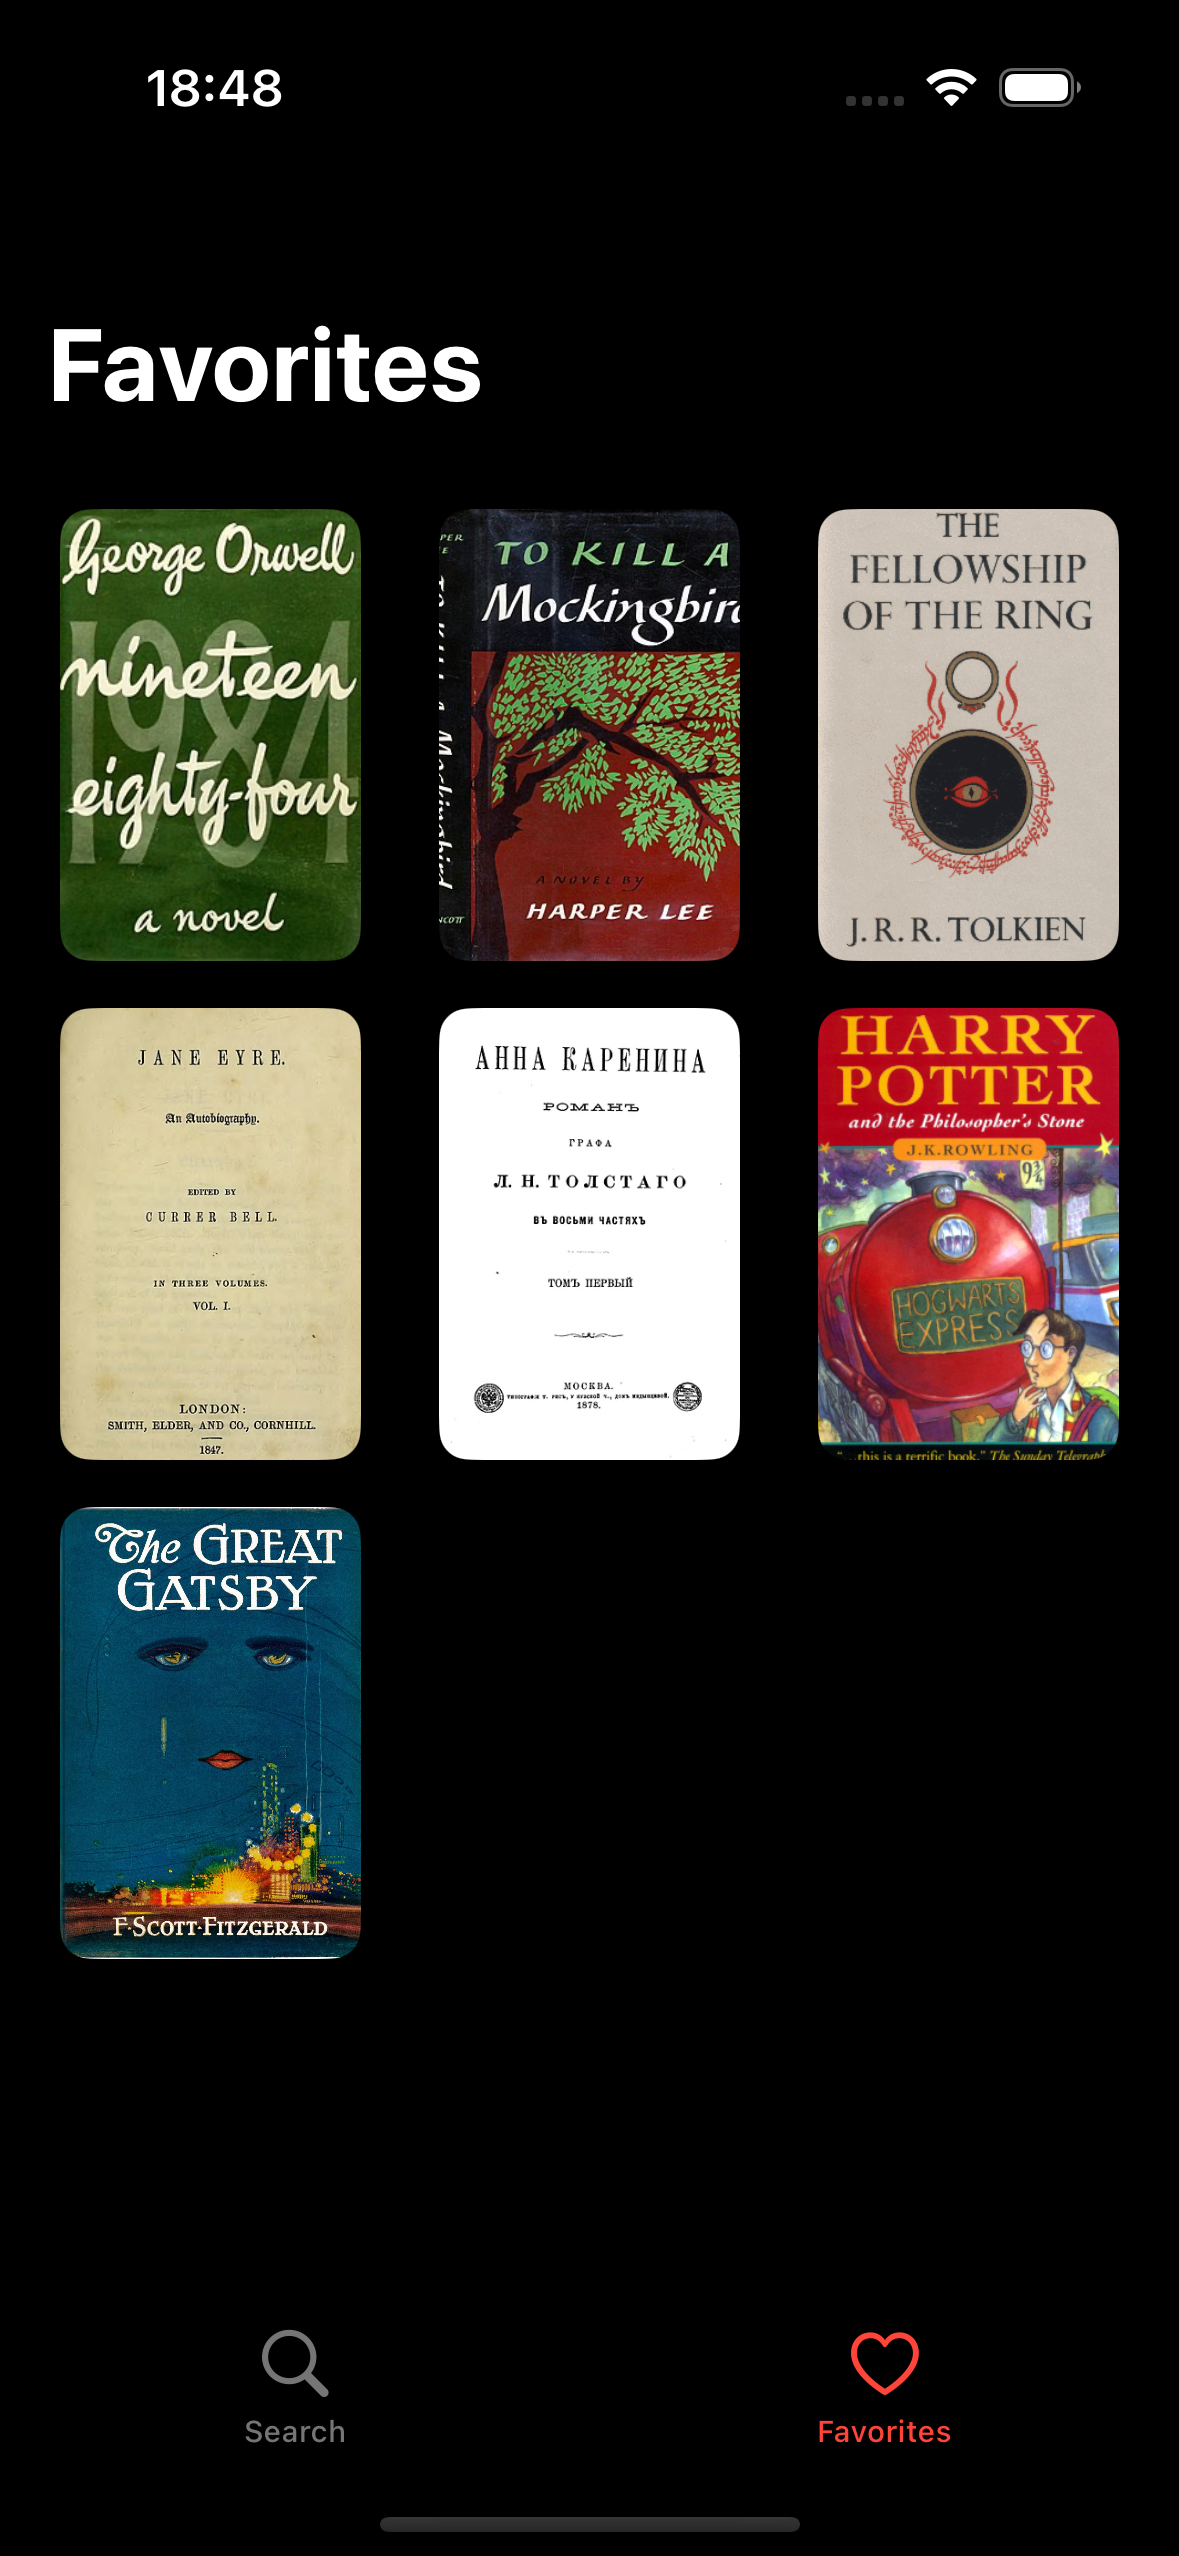 18:48
Favorites
George Orwell
1984
nineteen
eighty-four
a novel
TO KILL A
Mockingbird
A NOVEL BY
HARPER LEE
THE
FELLOWSHIP
OF THE RING
J. R. R. TOLKIEN
JANE EYRE.
An Autobiography.
EDITED BY
CURRER BELL.
IN THREE VOLUMES.
VOL. I.
LONDON:
SMITH, ELDER, AND CO., CORNHILL.
1847.
АННА КАРЕНИНА
РОМАНЪ
ГРАФА
Л. Н. ТОЛСТАГО
ВЪ ВОСЬМИ ЧАСТЯХЪ
ТОМЪ ПЕРВЫЙ
МОСКВА.
1878.
HARRY
POTTER
and the Philosopher's Stone
J.K.ROWLING
9¾
HOGWARTS
EXPRESS
"...this is a terrific book." The Sunday Telegraph
The GREAT
GATSBY
F·SCOTT·FITZGERALD
Search
Favorites